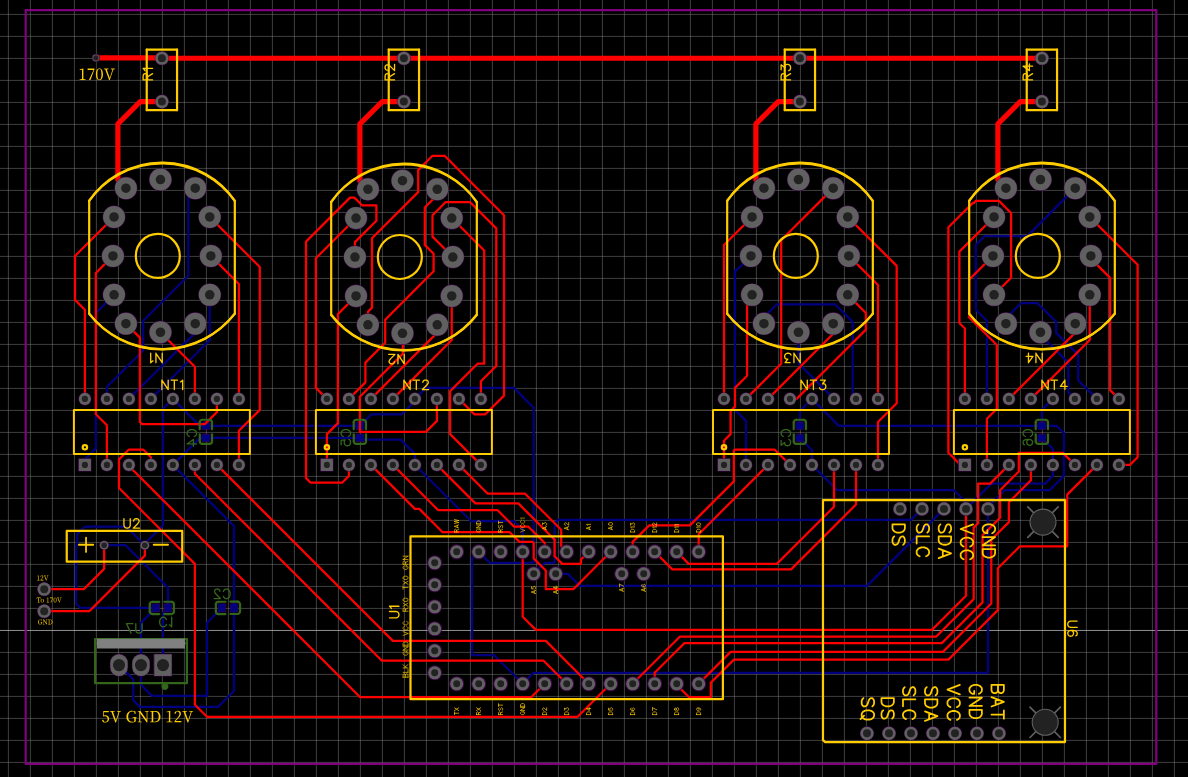 170V
R1
R2
R3
R4
N1
N2
N3
N4
NT1
NT2
NT3
NT4
C4
C5
C3
C6
U2
+ −
12V
To 170V
GND
C1
C2
5V GND 12V
U1
RAW GND RST VCC1 A3 A2 A1 A0 D13 D12 D11 D10
A5 A4 A7 A6
GRN
TXO
RXO
VCC
GND
BLK
TX RX RST GND D2 D3 D4 D5 D6 D7 D8 D9
DS SLC SDA VCC GND
U6
SQ DS SLC SDA VCC GND BAT